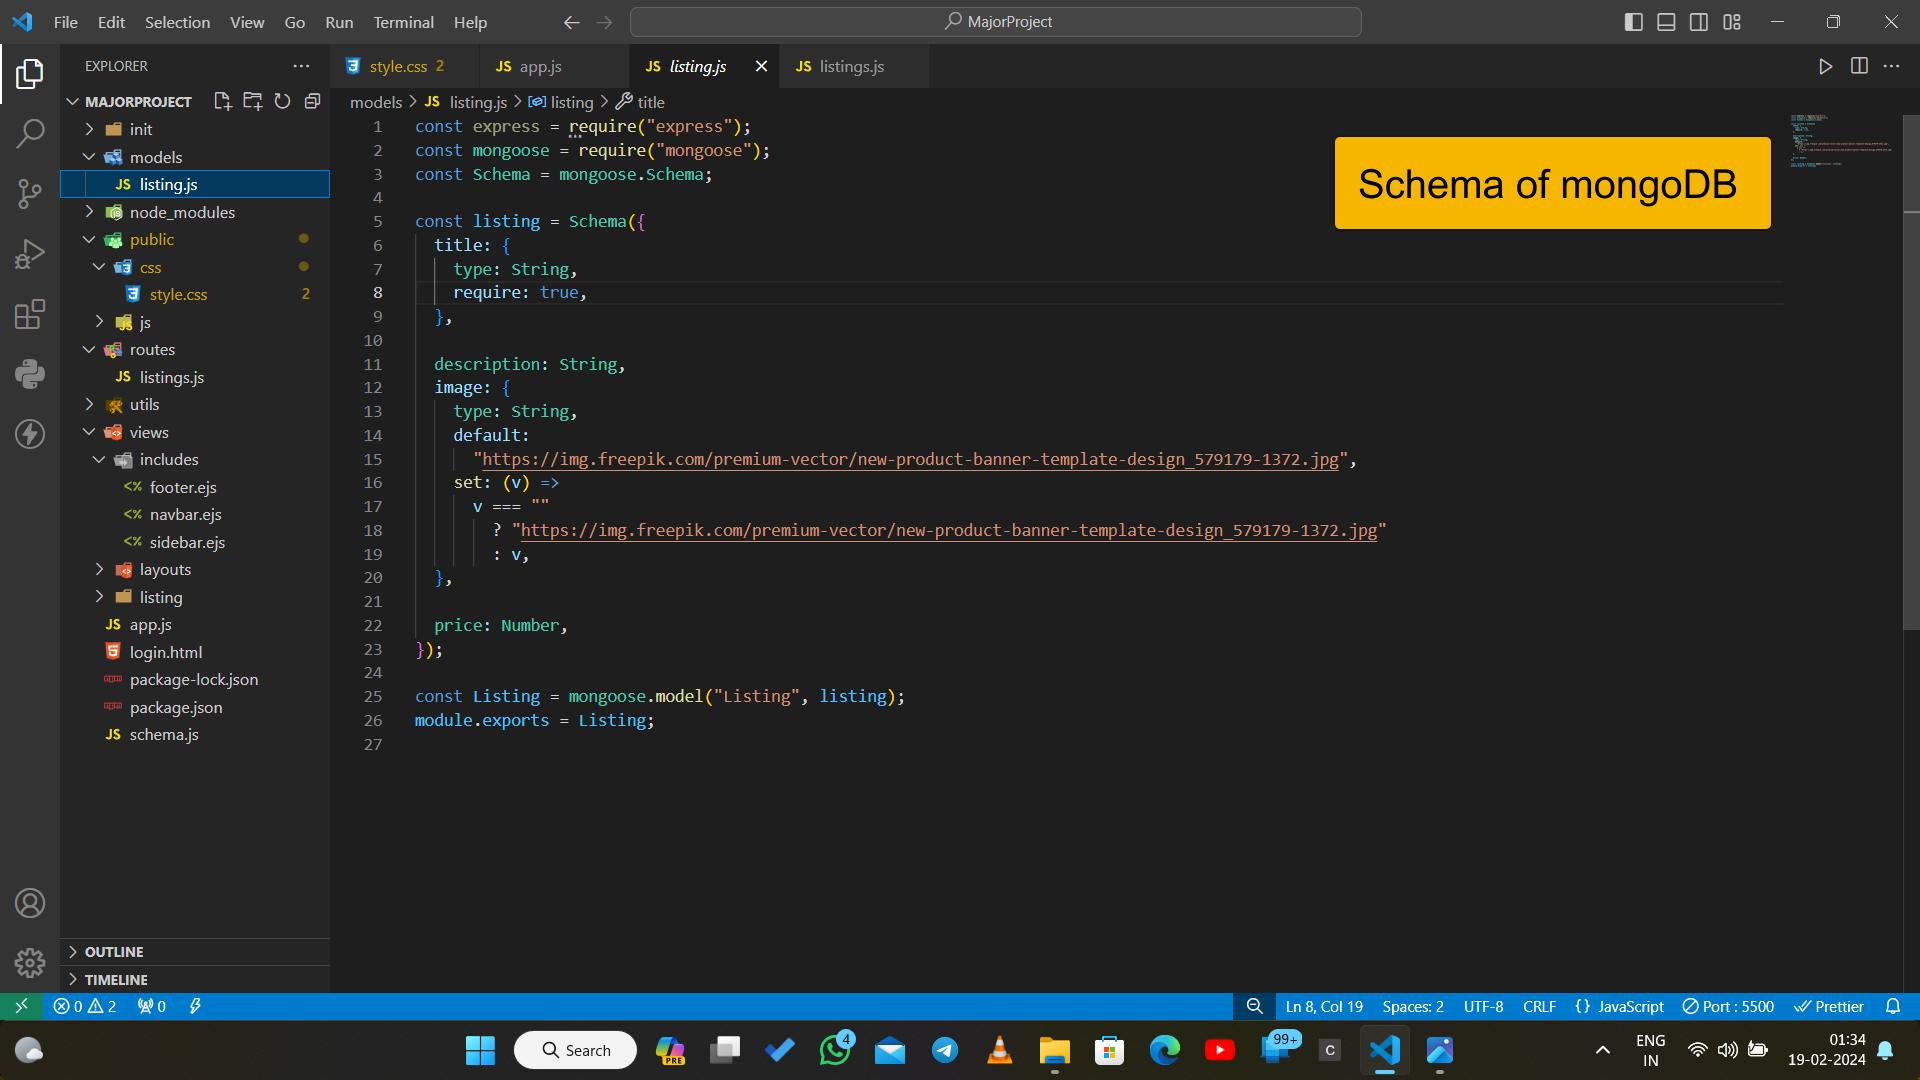 File Edit Selection View Go Run Terminal Help
MajorProject
EXPLORER
MAJORPROJECT
init
models
JS listing.js
node_modules
public
css
style.css 2
js
routes
JS listings.js
utils
views
includes
<% footer.ejs
<% navbar.ejs
<% sidebar.ejs
layouts
listing
JS app.js
login.html
package-lock.json
package.json
JS schema.js
OUTLINE
TIMELINE
style.css 2
JS app.js
JS listing.js
JS listings.js
models > JS listing.js > listing > title
1 const express = require("express");
2 const mongoose = require("mongoose");
3 const Schema = mongoose.Schema;
4
5 const listing = Schema({
6 title: {
7 type: String,
8 require: true,
9 },
10
11 description: String,
12 image: {
13 type: String,
14 default:
15 "https://img.freepik.com/premium-vector/new-product-banner-template-design_579179-1372.jpg",
16 set: (v) =>
17 v === ""
18 ? "https://img.freepik.com/premium-vector/new-product-banner-template-design_579179-1372.jpg"
19 : v,
20 },
21
22 price: Number,
23 });
24
25 const Listing = mongoose.model("Listing", listing);
26 module.exports = Listing;
27
Schema of mongoDB
0 2 0
Ln 8, Col 19 Spaces: 2 UTF-8 CRLF {} JavaScript Port : 5500 Prettier
Search
PRE
4
99+
C
ENG
IN
01:34
19-02-2024